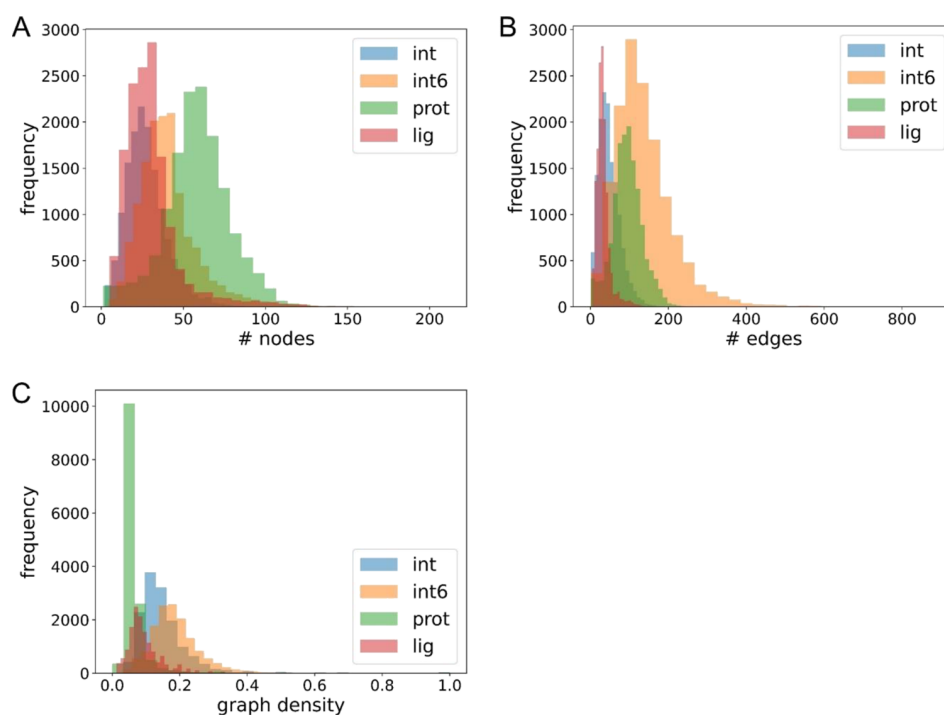 A
3000
2500
2000
1500
1000
500
0
frequency
int
int6
prot
lig
0 50 100 150 200
# nodes
B
3000
2500
2000
1500
1000
500
0
frequency
int
int6
prot
lig
0 200 400 600 800
# edges
C
10000
8000
6000
4000
2000
0
frequency
int
int6
prot
lig
0.0 0.2 0.4 0.6 0.8 1.0
graph density